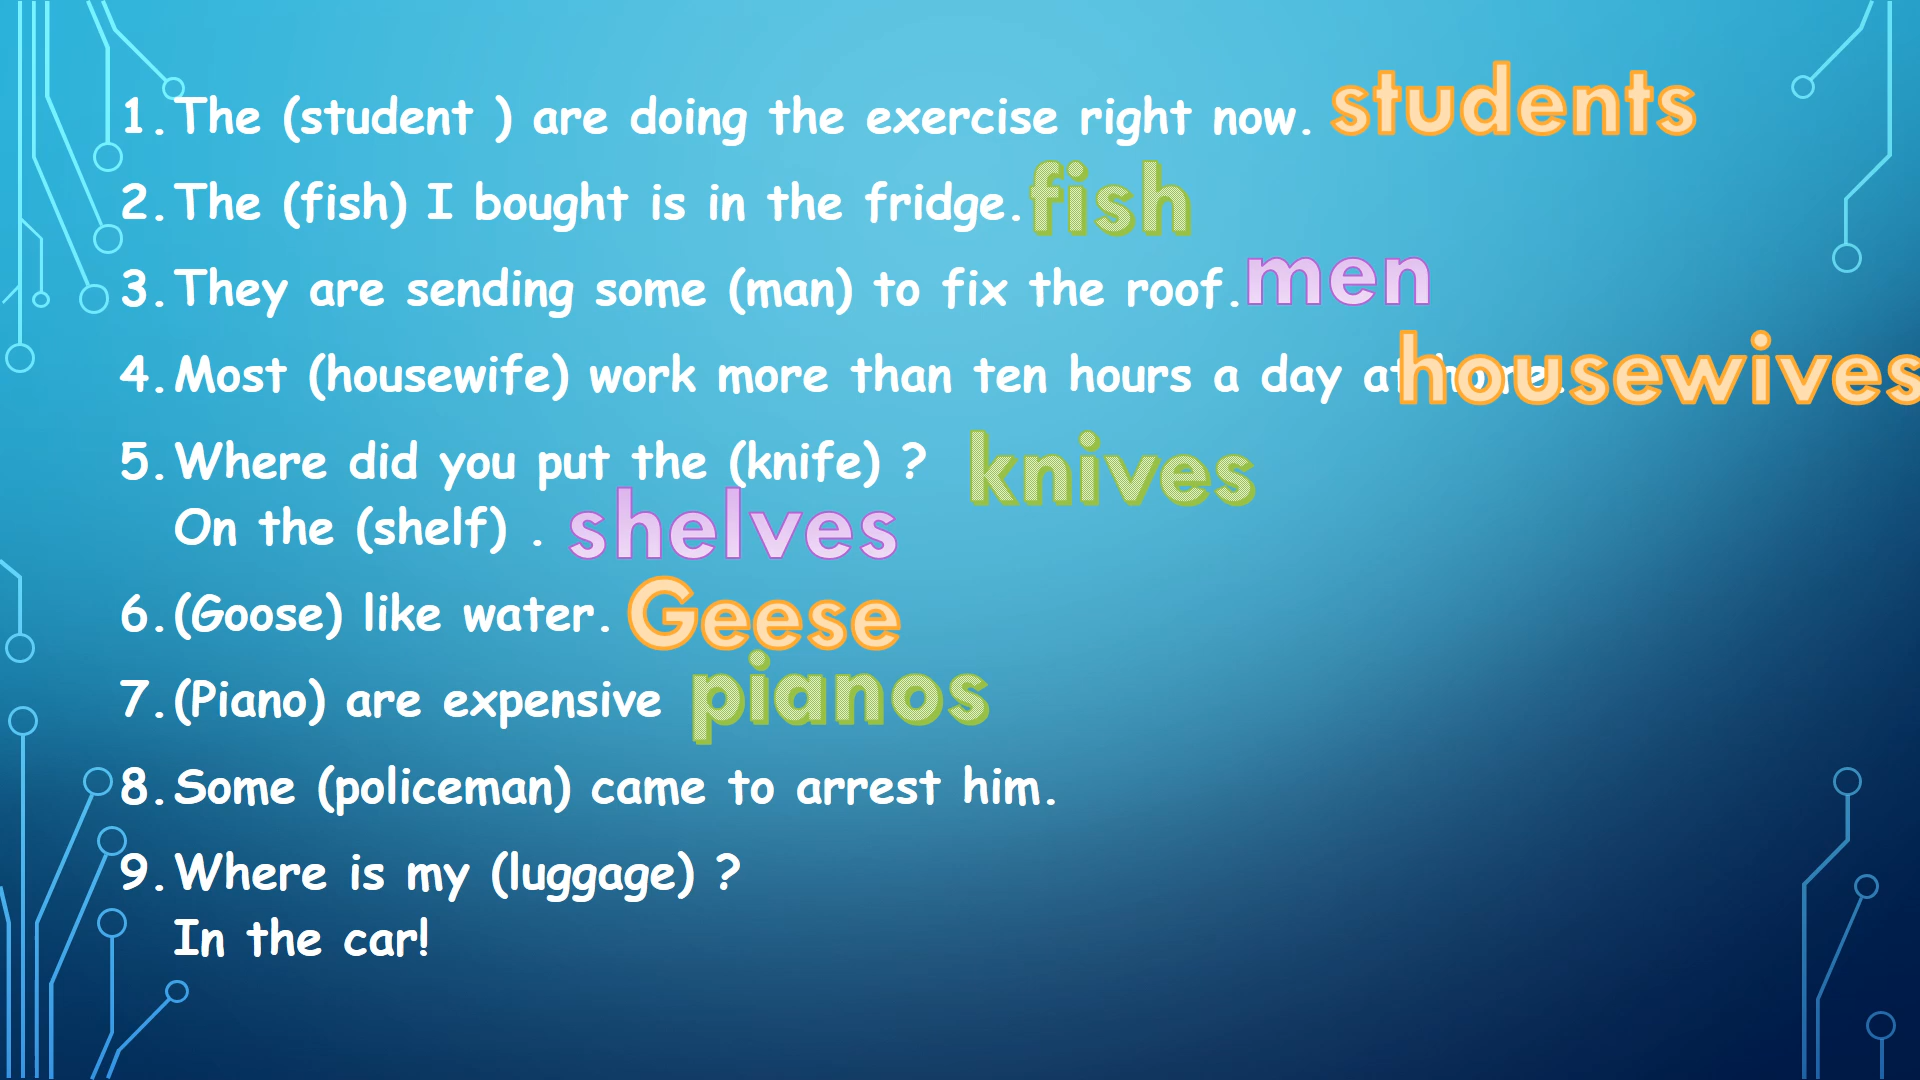 1. The (student ) are doing the exercise right now. students
2. The (fish) I bought is in the fridge. fish
3. They are sending some (man) to fix the roof. men
4. Most (housewife) work more than ten hours a day at home. housewives
5. Where did you put the (knife) ? knives
On the (shelf) . shelves
6. (Goose) like water. Geese
7. (Piano) are expensive pianos
8. Some (policeman) came to arrest him.
9. Where is my (luggage) ?
In the car!